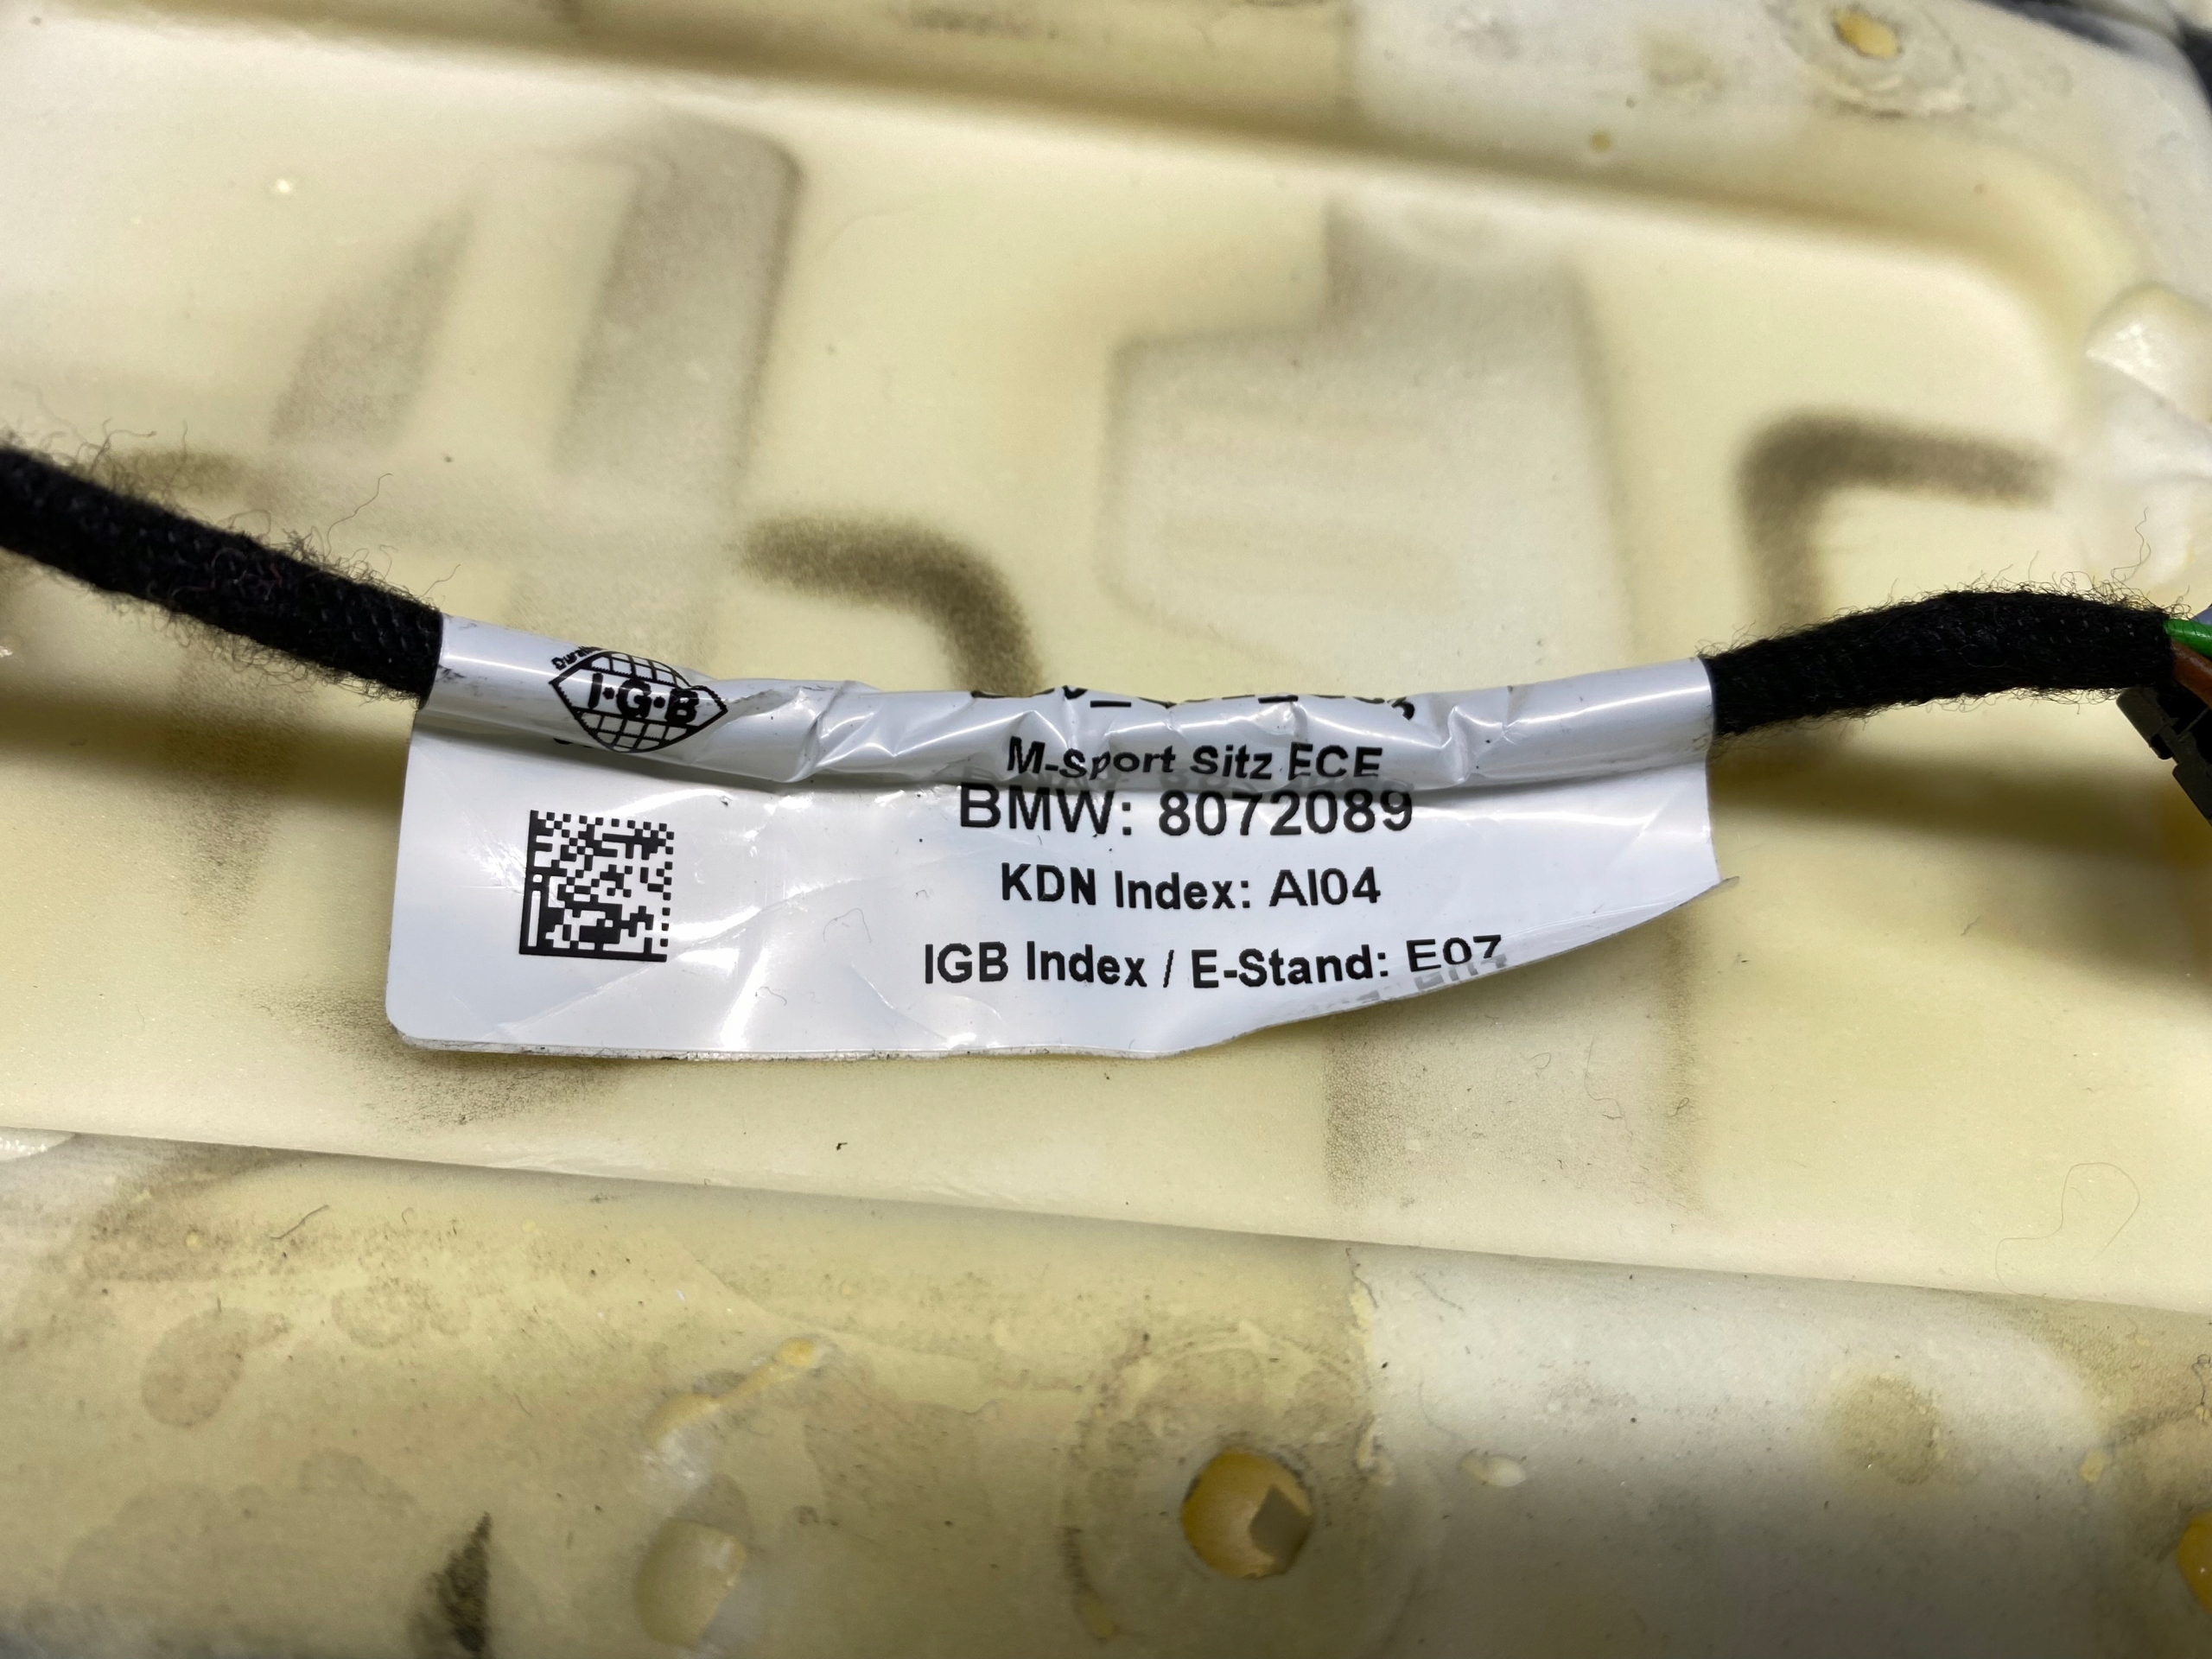 I·G·B
M-Sport Sitz ECE
BMW: 8072089
KDN Index: AI04
IGB Index / E-Stand: E07